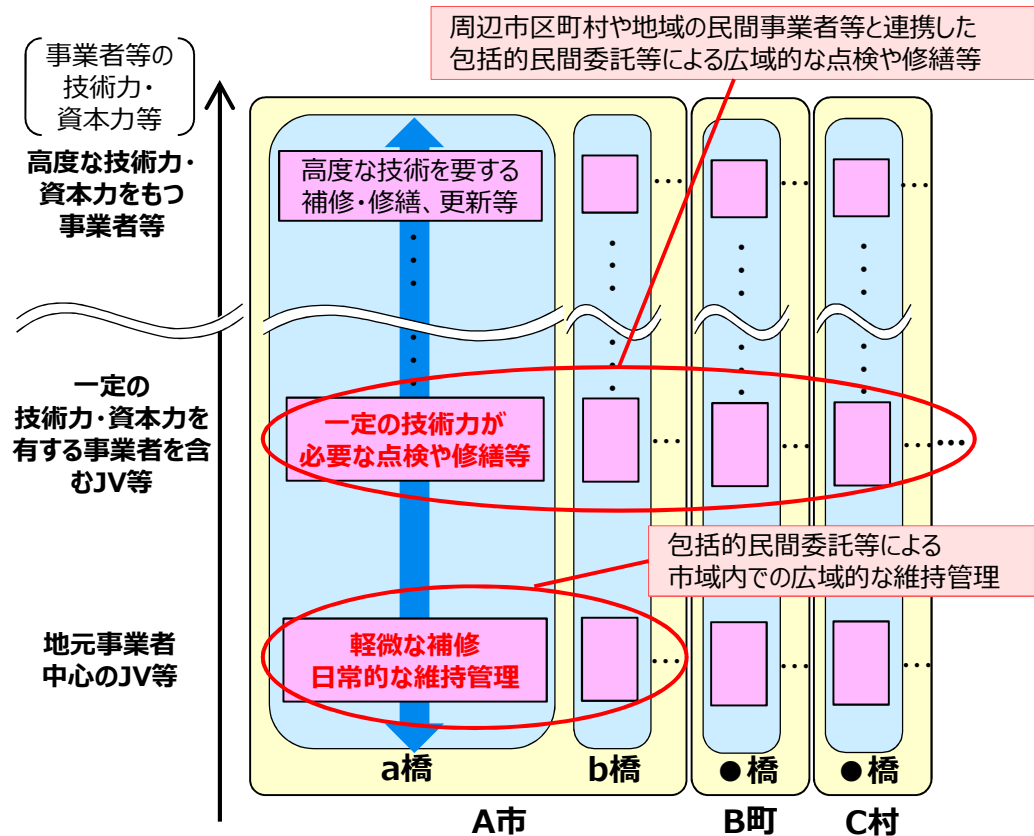 周辺市区町村や地域の民間事業者等と連携した
包括的民間委託等による広域的な点検や修繕等
事業者等の
技術力・
資本力等
高度な技術力・
資本力をもつ
事業者等
高度な技術を要する
補修・修繕、更新等
一定の
技術力・資本力を
有する事業者を含
むJV等
一定の技術力が
必要な点検や修繕等
包括的民間委託等による
市域内での広域的な維持管理
地元事業者
中心のJV等
軽微な補修
日常的な維持管理
a橋
b橋
●橋
●橋
A市
B町
C村